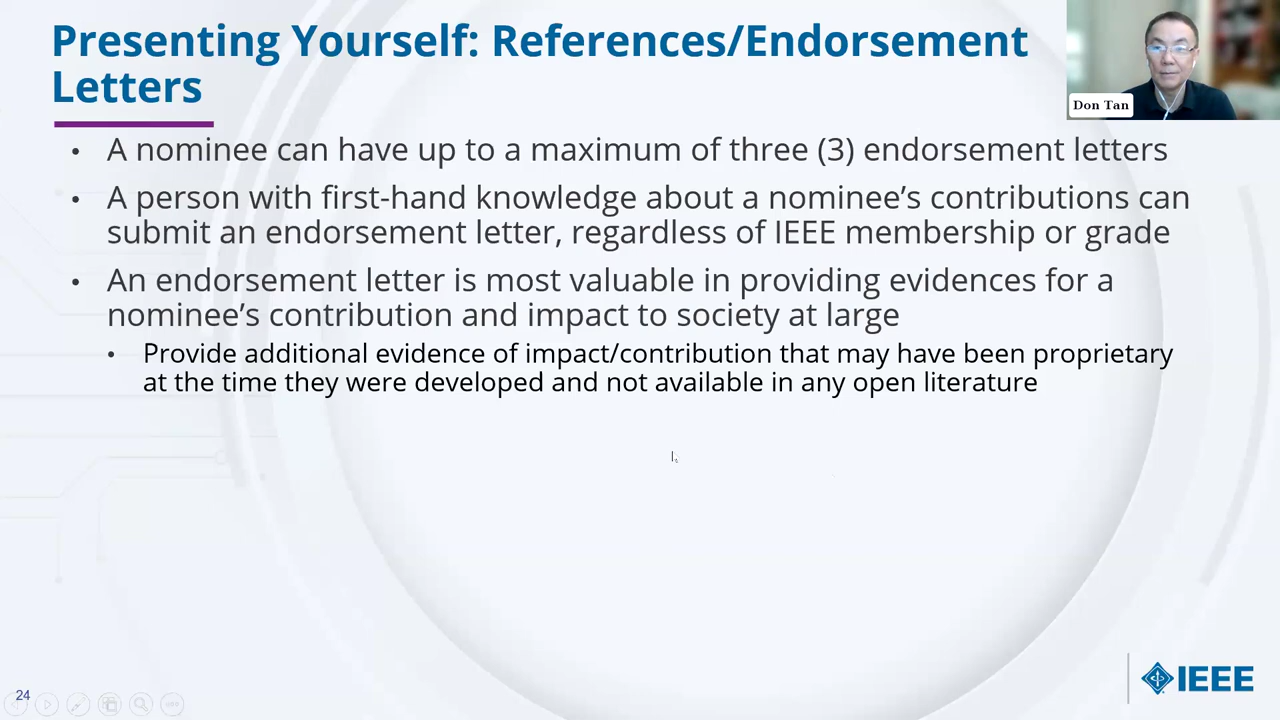 Presenting Yourself: References/Endorsement
Letters
Don Tan
• A nominee can have up to a maximum of three (3) endorsement letters
• A person with first-hand knowledge about a nominee’s contributions can
submit an endorsement letter, regardless of IEEE membership or grade
• An endorsement letter is most valuable in providing evidences for a
nominee’s contribution and impact to society at large
• Provide additional evidence of impact/contribution that may have been proprietary
at the time they were developed and not available in any open literature
24
IEEE